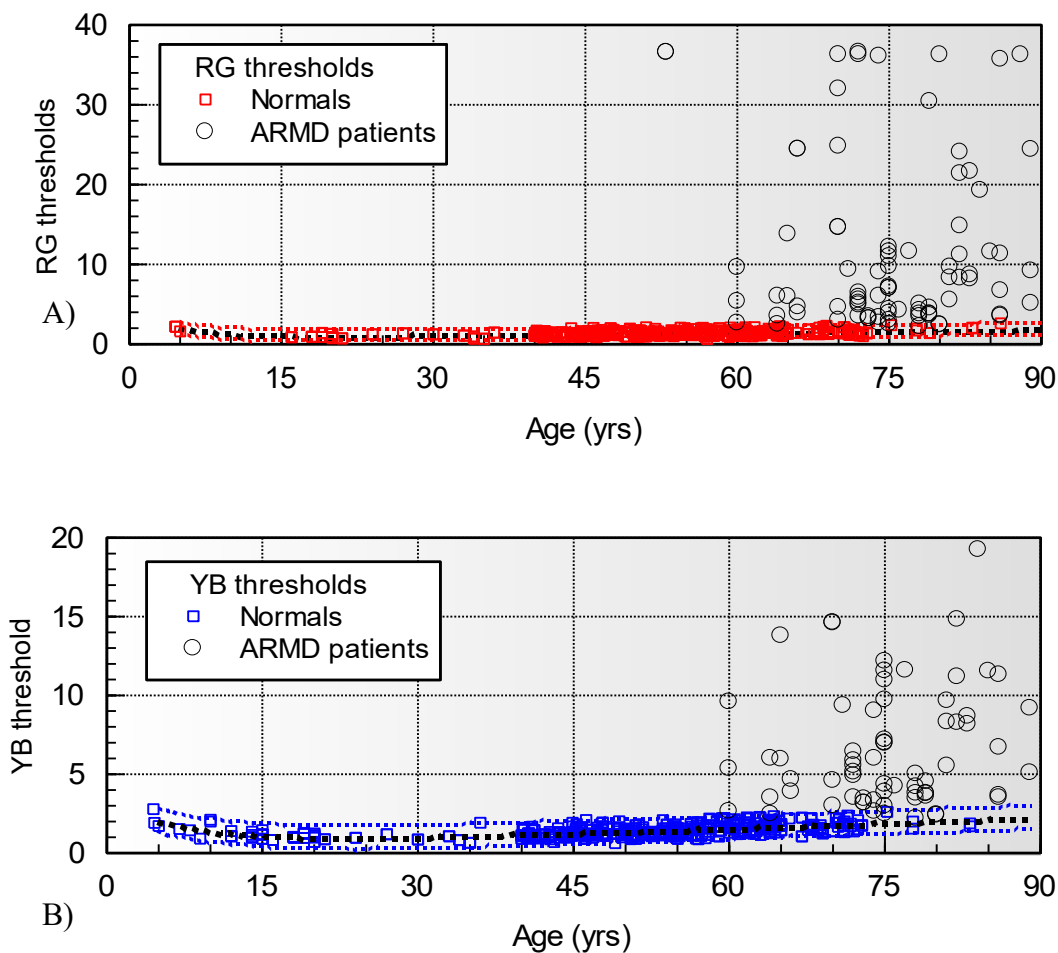 40
30
20
10
0
RG thresholds
RG thresholds
Normals
ARMD patients
A)
0 15 30 45 60 75 90
Age (yrs)
20
15
10
5
0
YB threshold
YB thresholds
Normals
ARMD patients
B)
0 15 30 45 60 75 90
Age (yrs)